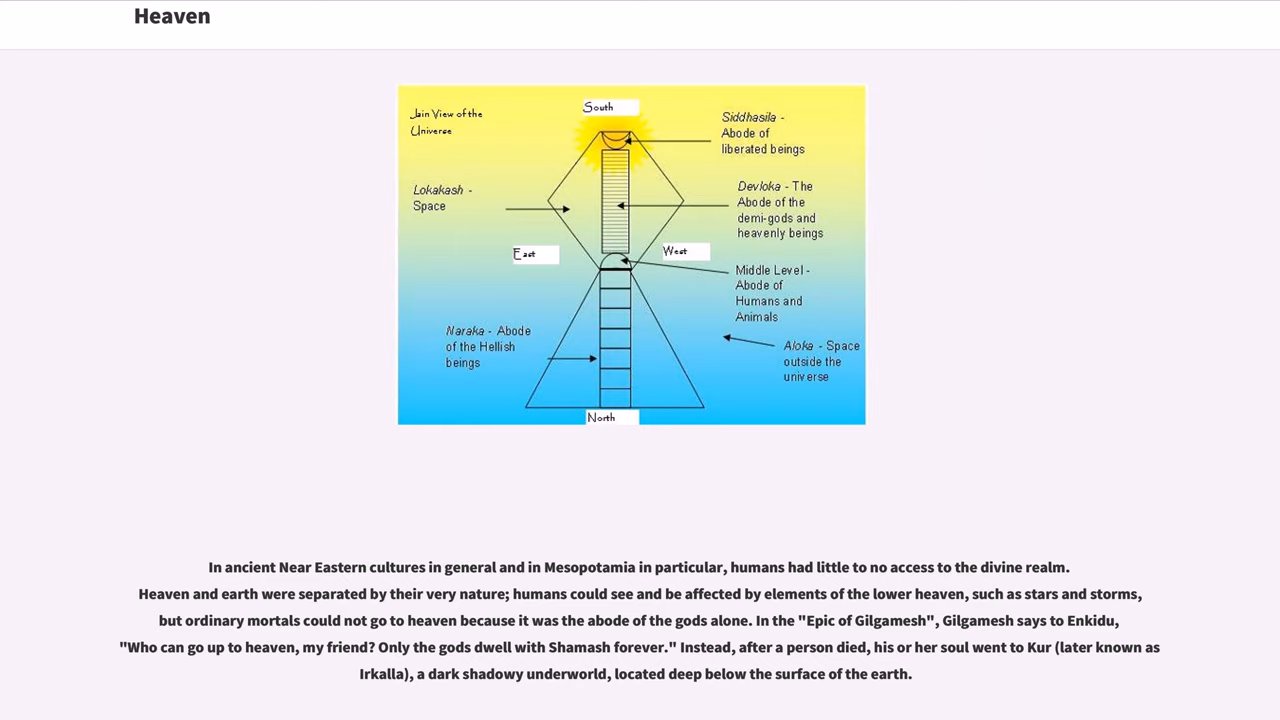 Heaven
Jain View of the
Universe
South
Siddhasila -
Abode of
liberated beings
Lokakash -
Space
Devloka - The
Abode of the
demi-gods and
heavenly beings
East
West
Middle Level -
Abode of
Humans and
Animals
Naraka - Abode
of the Hellish
beings
Aloka - Space
outside the
universe
North
In ancient Near Eastern cultures in general and in Mesopotamia in particular, humans had little to no access to the divine realm.
Heaven and earth were separated by their very nature; humans could see and be affected by elements of the lower heaven, such as stars and storms,
but ordinary mortals could not go to heaven because it was the abode of the gods alone. In the "Epic of Gilgamesh", Gilgamesh says to Enkidu,
"Who can go up to heaven, my friend? Only the gods dwell with Shamash forever." Instead, after a person died, his or her soul went to Kur (later known as
Irkalla), a dark shadowy underworld, located deep below the surface of the earth.